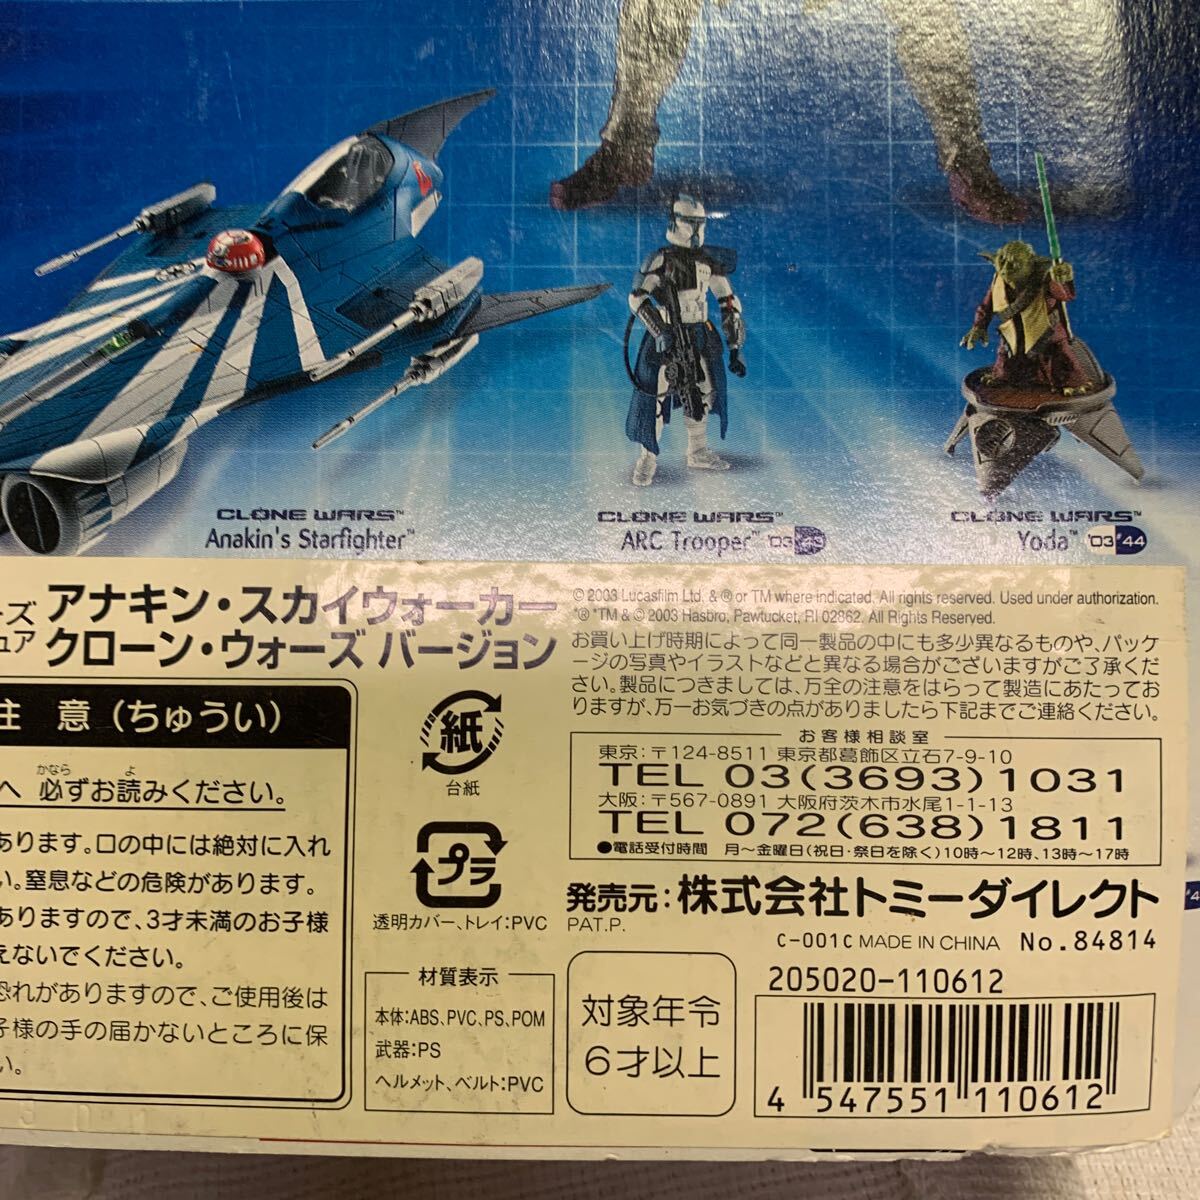 CLONE WARS™
Anakin's Starfighter™
CLONE WARS™
ARC Trooper™ '03 '43
CLONE WARS™
Yoda™ '03 '44
ーズ アナキン・スカイウォーカー
ュア クローン・ウォーズ バージョン
注 意 (ちゅうい)
へ 必ずお読みください。
かなら よ
あります。口の中には絶対に入れ
い。窒息などの危険があります。
ありますので、3才未満のお子様
えないでください。
恐れがありますので、ご使用後は
子様の手の届かないところに保
い。
紙
台紙
プラ
透明カバー、トレイ:PVC
材質表示
本体:ABS、PVC、PS、POM
武器:PS
ヘルメット、ベルト:PVC
© 2003 Lucasfilm Ltd. & ® or TM where indicated. All rights reserved. Used under authorization.
*® *TM & © 2003 Hasbro, Pawtucket, RI 02862. All Rights Reserved.
お買い上げ時期によって同一製品の中にも多少異なるものや、パッケ
ージの写真やイラストなどと異なる場合がございますがご了承くだ
さい。製品につきましては、万全の注意をはらって製造にあたってお
りますが、万一お気づきの点がありましたら下記までご連絡ください。
お客様相談室
東京:〒124-8511 東京都葛飾区立石7-9-10
TEL 03(3693)1031
大阪:〒567-0891 大阪府茨木市水尾1-1-13
TEL 072(638)1811
●電話受付時間 月~金曜日(祝日・祭日を除く)10時~12時、13時~17時
発売元:株式会社トミーダイレクト
PAT.P.
C-001C MADE IN CHINA No.84814
対象年令
6才以上
205020-110612
4 547551 110612